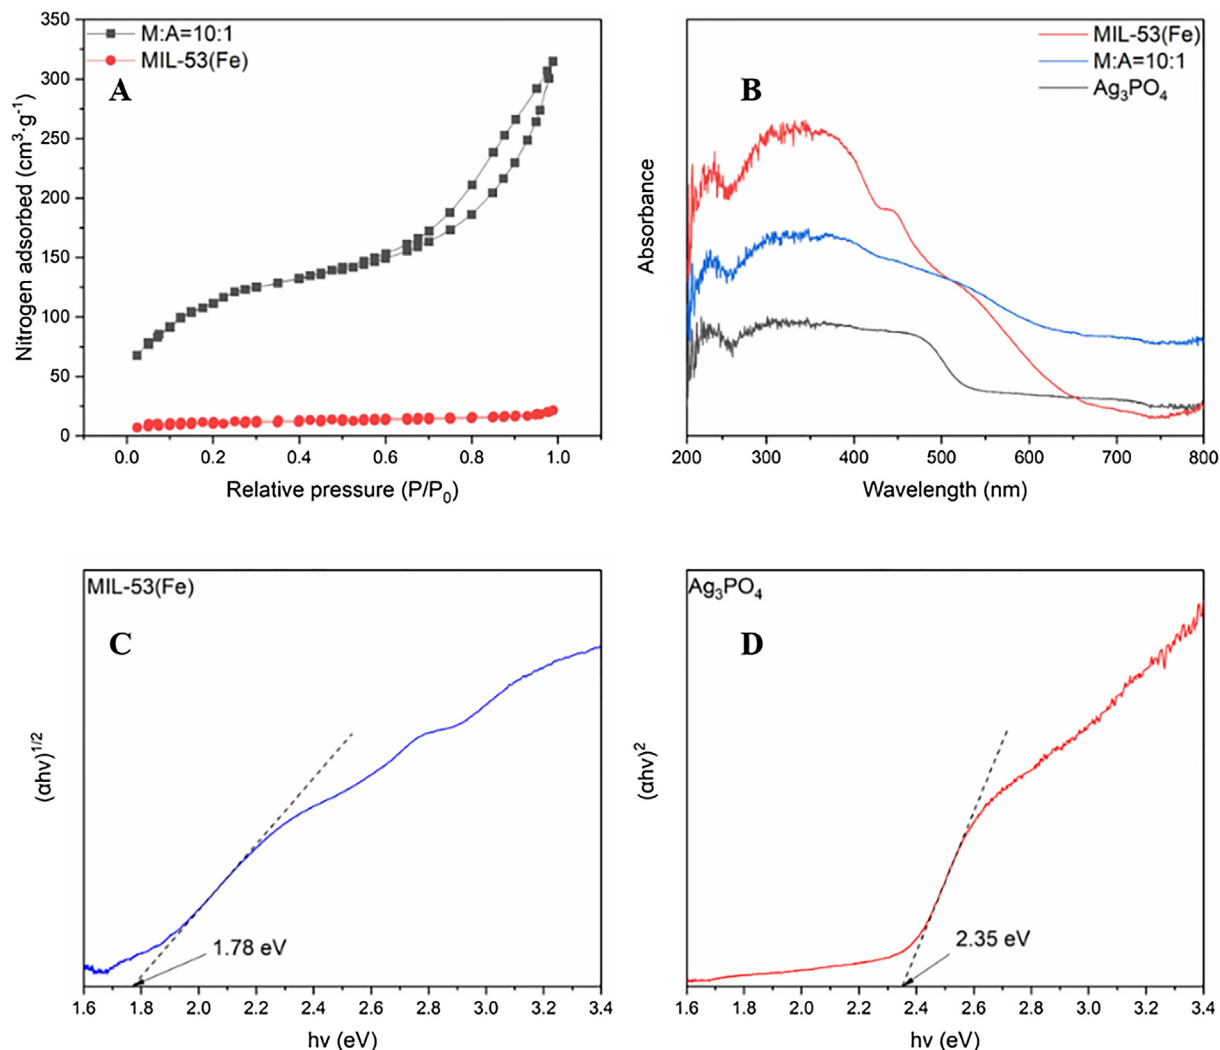 A
M:A=10:1
MIL-53(Fe)
Nitrogen adsorbed (cm³·g⁻¹)
350
300
250
200
150
100
50
0
0.0 0.2 0.4 0.6 0.8 1.0
Relative pressure (P/P₀)
B
MIL-53(Fe)
M:A=10:1
Ag₃PO₄
Absorbance
200 300 400 500 600 700 800
Wavelength (nm)
MIL-53(Fe)
C
(αhv)¹/²
1.78 eV
1.6 1.8 2.0 2.2 2.4 2.6 2.8 3.0 3.2 3.4
hv (eV)
Ag₃PO₄
D
(αhv)²
2.35 eV
1.6 1.8 2.0 2.2 2.4 2.6 2.8 3.0 3.2 3.4
hv (eV)